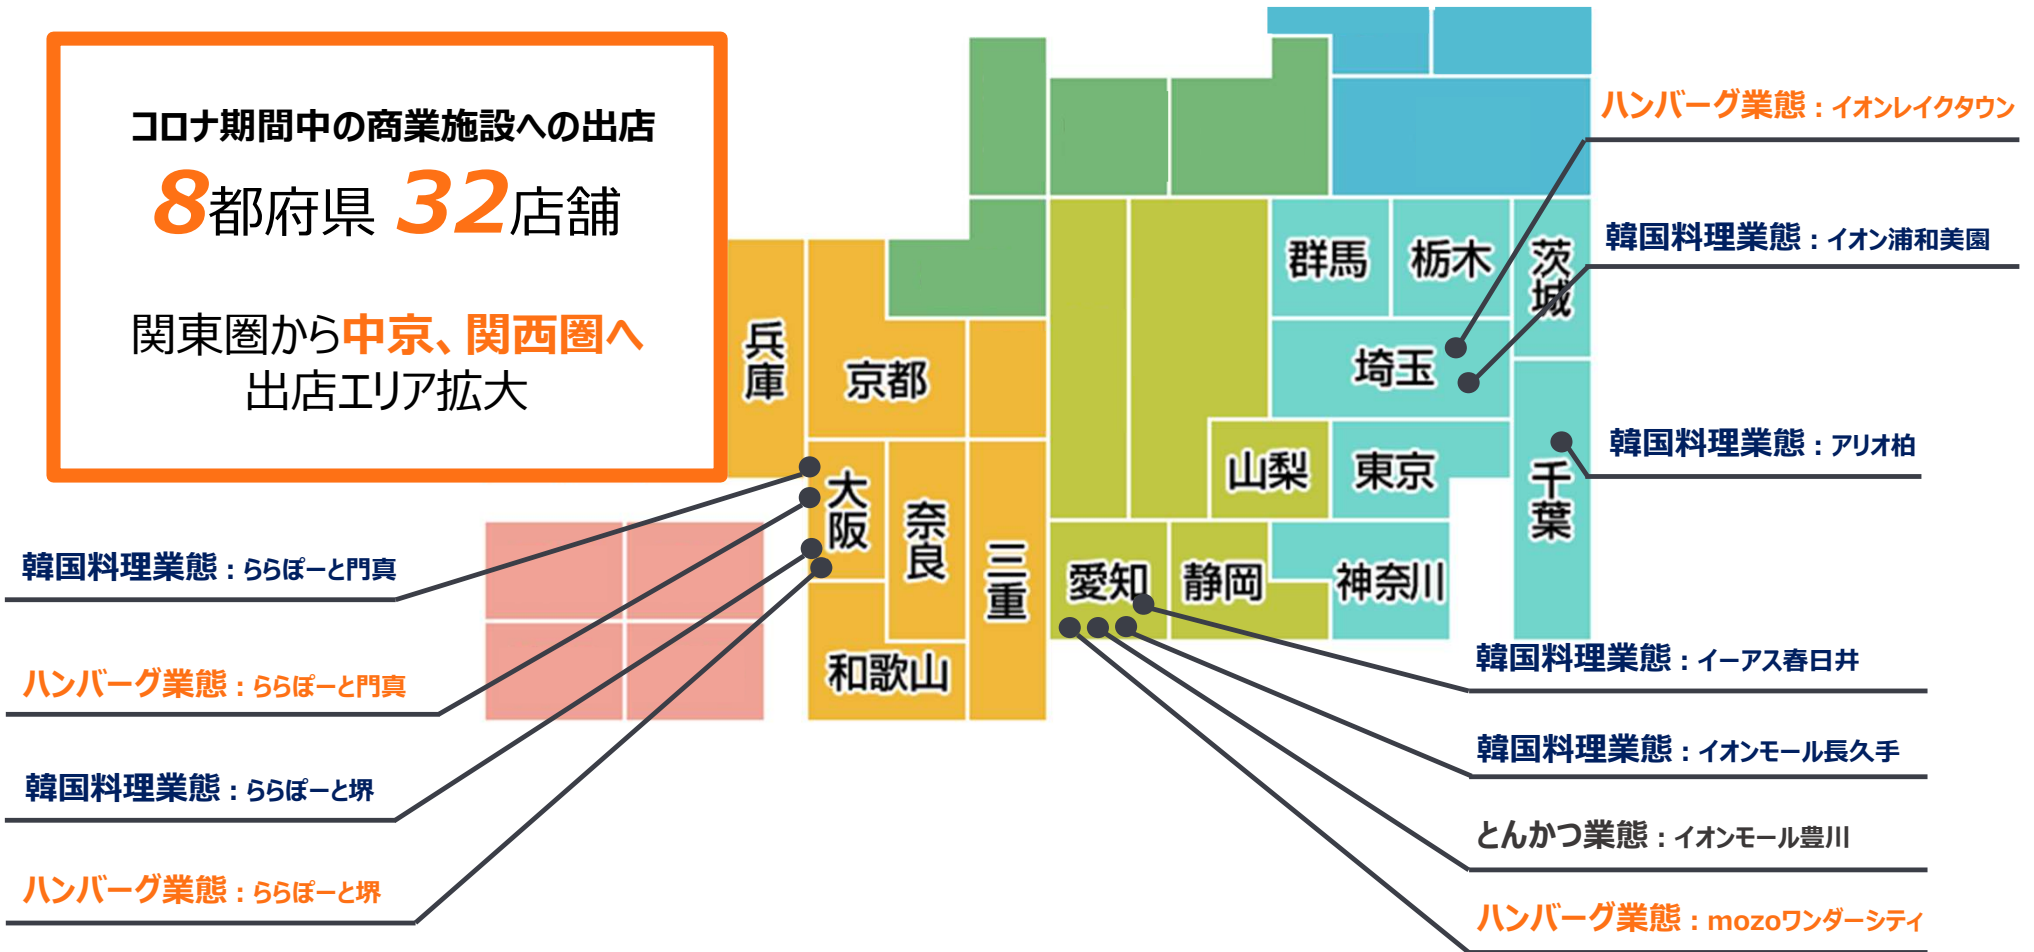 コロナ期間中の商業施設への出店
8都府県 32店舗
関東圏から中京、関西圏へ
出店エリア拡大
ハンバーグ業態：イオンレイクタウン
韓国料理業態：イオン浦和美園
韓国料理業態：アリオ柏
群馬
栃木
茨城
埼玉
千葉
東京
神奈川
山梨
静岡
愛知
兵庫
京都
大阪
奈良
三重
和歌山
韓国料理業態：ららぽーと門真
ハンバーグ業態：ららぽーと門真
韓国料理業態：ららぽーと堺
ハンバーグ業態：ららぽーと堺
韓国料理業態：イーアス春日井
韓国料理業態：イオンモール長久手
とんかつ業態：イオンモール豊川
ハンバーグ業態：mozoワンダーシティ